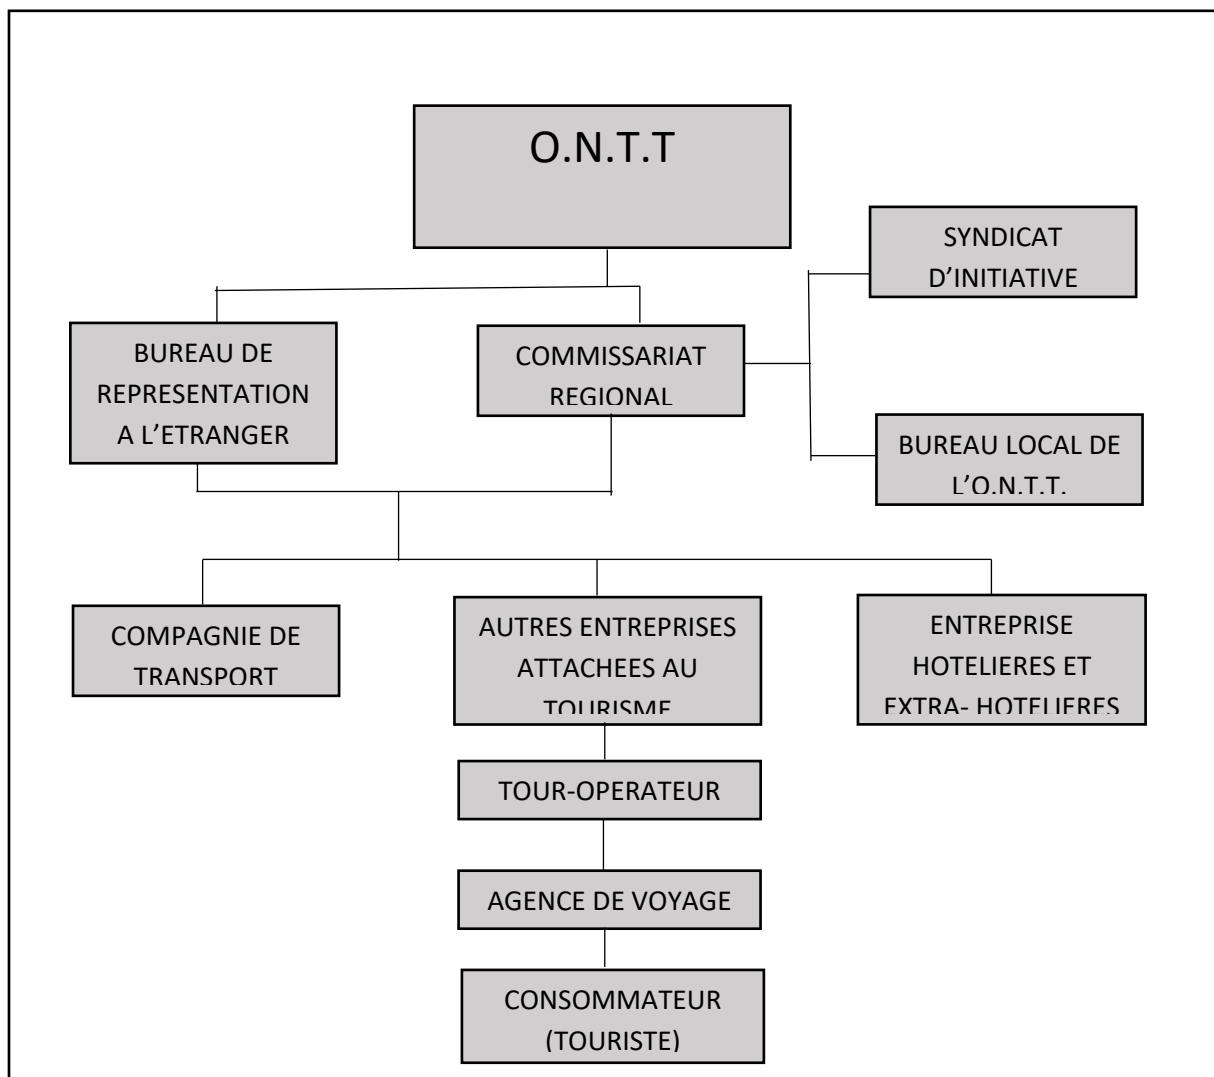 O.N.T.T
SYNDICAT
D’INITIATIVE
BUREAU DE
REPRESENTATION
A L’ETRANGER
COMMISSARIAT
REGIONAL
BUREAU LOCAL DE
L’O.N.T.T.
COMPAGNIE DE
TRANSPORT
AUTRES ENTREPRISES
ATTACHEES AU
TOURISME
ENTREPRISE
HOTELIERES ET
EXTRA- HOTELIERES
TOUR-OPERATEUR
AGENCE DE VOYAGE
CONSOMMATEUR
(TOURISTE)